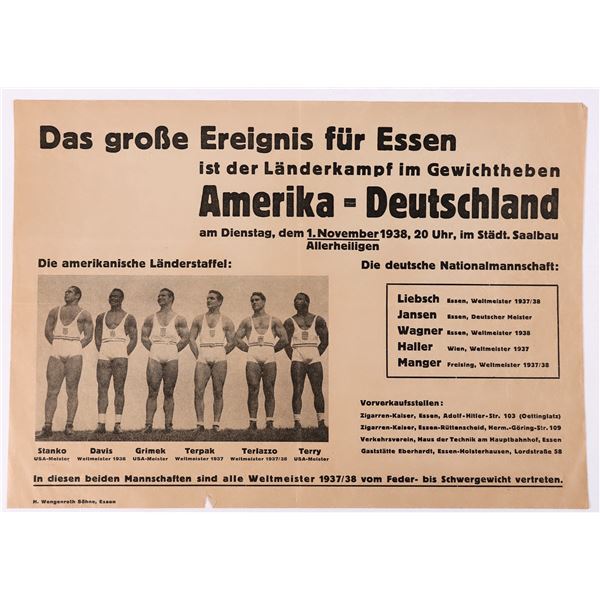 Das große Ereignis für Essen
ist der Länderkampf im Gewichtheben
Amerika = Deutschland
am Dienstag, dem 1. November 1938, 20 Uhr, im Städt. Saalbau
Allerheiligen
Die amerikanische Länderstaffel:
Stanko Davis Grimek Terpak Terlazzo Terry
USA-Meister Weltmeister 1938 USA-Meister Weltmeister 1937 Weltmeister 1937/38 USA-Meister
Die deutsche Nationalmannschaft:
Liebsch Essen, Weltmeister 1937/38
Jansen Essen, Deutscher Meister
Wagner Essen, Weltmeister 1938
Haller Wien, Weltmeister 1937
Manger Freising, Weltmeister 1937/38
Vorverkaufsstellen:
Zigarren-Kaiser, Essen, Adolf-Hitler-Str. 103 (Oettinglatz)
Zigarren-Kaiser, Essen-Rüttenscheid, Herm.-Göring-Str. 109
Verkehrsverein, Haus der Technik am Hauptbahnhof, Essen
Gaststätte Eberhardt, Essen-Holsterhausen, Lordstraße 58
In diesen beiden Mannschaften sind alle Weltmeister 1937/38 vom Feder- bis Schwergewicht vertreten.
H. Wengenroth Söhne, Essen